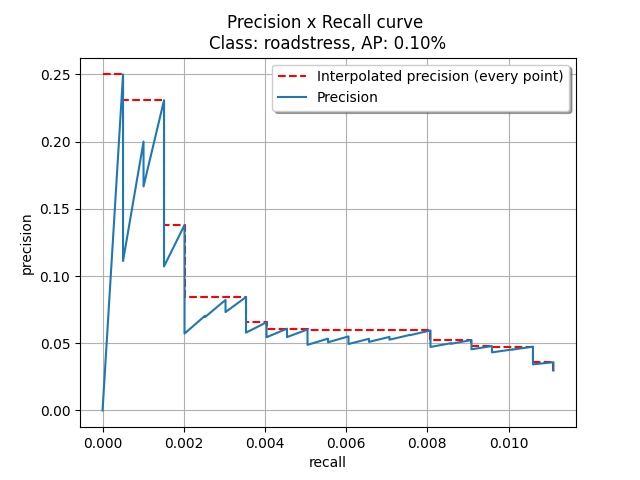 Precision x Recall curve
Class: roadstress, AP: 0.10%
Interpolated precision (every point)
Precision
0.25
0.20
0.15
0.10
0.05
0.00
precision
0.000 0.002 0.004 0.006 0.008 0.010
recall